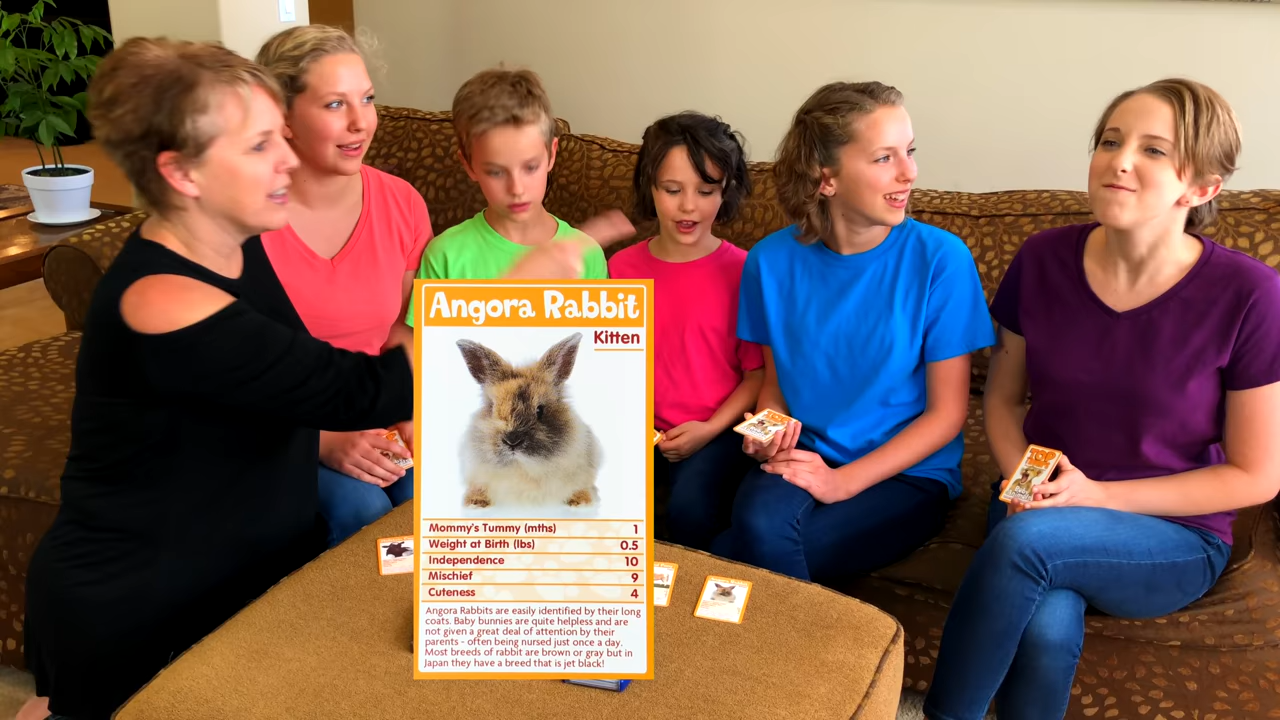 Angora Rabbit
Kitten
Mommy's Tummy (mths) 1
Weight at Birth (lbs) 0.5
Independence 10
Mischief 9
Cuteness 4
Angora Rabbits are easily identified by their long
coats. Baby bunnies are quite helpless and are
not given a great deal of attention by their
parents - often being nursed just once a day.
Most breeds of rabbit are brown or gray but in
Japan they have a breed that is jet black!
TOP